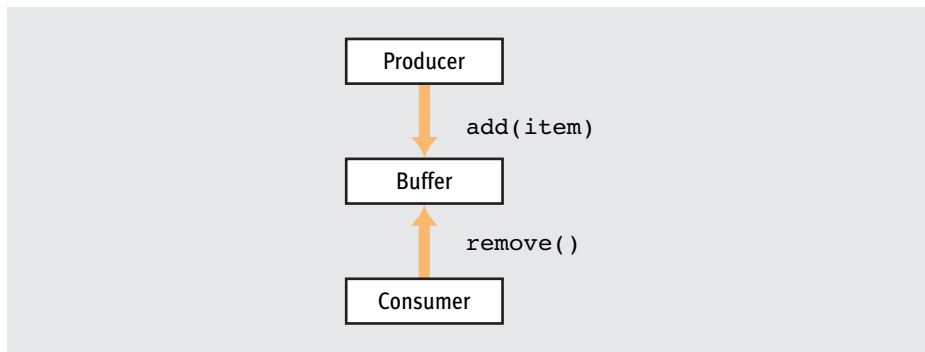 Producer
add(item)
Buffer
remove()
Consumer